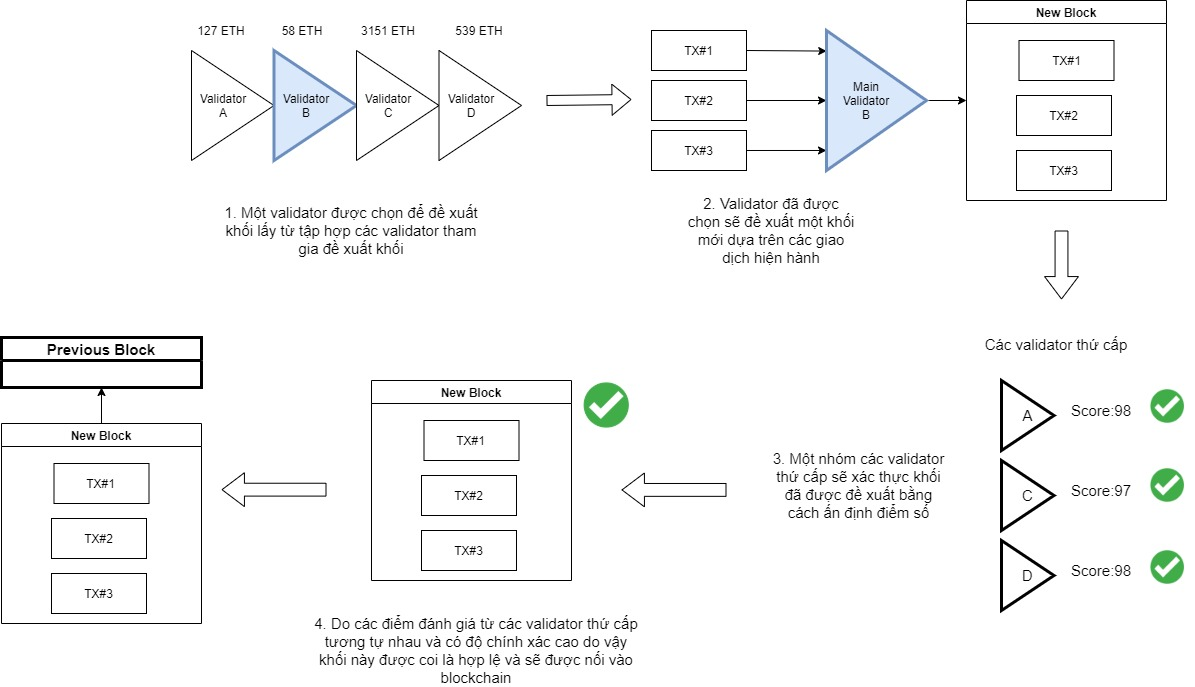 127 ETH
58 ETH
3151 ETH
539 ETH
Validator
A
Validator
B
Validator
C
Validator
D
1. Một validator được chọn để đề xuất
khối lấy từ tập hợp các validator tham
gia đề xuất khối
TX#1
TX#2
TX#3
Main
Validator
B
2. Validator đã được
chọn sẽ đề xuất một khối
mới dựa trên các giao
dịch hiện hành
New Block
TX#1
TX#2
TX#3
Các validator thứ cấp
A
Score:98
C
Score:97
D
Score:98
3. Một nhóm các validator
thứ cấp sẽ xác thực khối
đã được đề xuất bằng
cách ấn định điểm số
New Block
TX#1
TX#2
TX#3
4. Do các điểm đánh giá từ các validator thứ cấp
tương tự nhau và có độ chính xác cao do vậy
khối này được coi là hợp lệ và sẽ được nối vào
blockchain
Previous Block
New Block
TX#1
TX#2
TX#3